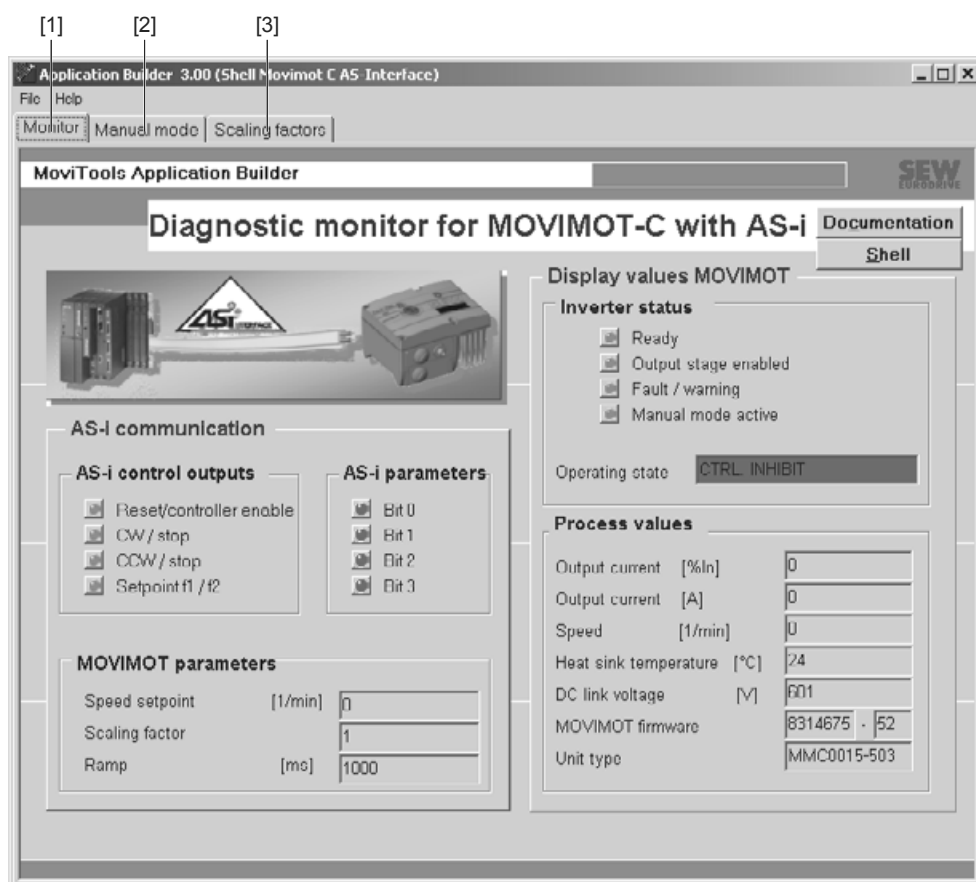 [1] [2] [3]
Application Builder 3.00 (Shell Movimot C AS-Interface)
File Help
Monitor Manual mode Scaling factors
MoviTools Application Builder
SEW
EURODRIVE
Diagnostic monitor for MOVIMOT-C with AS-i
Documentation
Shell
ASi INTERFACE
Display values MOVIMOT
Inverter status
Ready
Output stage enabled
Fault / warning
Manual mode active
Operating state CTRL. INHIBIT
AS-i communication
AS-i control outputs
Reset/controller enable
CW / stop
CCW / stop
Setpoint f1 / f2
AS-i parameters
Bit 0
Bit 1
Bit 2
Bit 3
MOVIMOT parameters
Speed setpoint [1/min] 0
Scaling factor 1
Ramp [ms] 1000
Process values
Output current [%In] 0
Output current [A] 0
Speed [1/min] 0
Heat sink temperature [°C] 24
DC link voltage [V] 601
MOVIMOT firmware 8314675 - 52
Unit type MMC0015-503